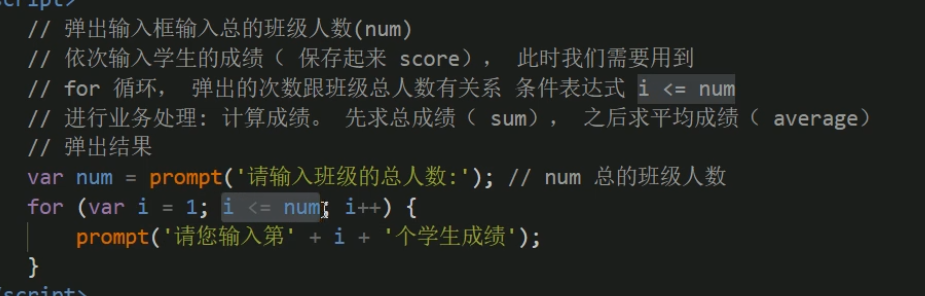 script>
// 弹出输入框输入总的班级人数(num)
// 依次输入学生的成绩（ 保存起来 score）， 此时我们需要用到
// for 循环， 弹出的次数跟班级总人数有关系 条件表达式 i <= num
// 进行业务处理: 计算成绩。 先求总成绩（ sum）， 之后求平均成绩（ average）
// 弹出结果
var num = prompt('请输入班级的总人数:'); // num 总的班级人数
for (var i = 1; i <= num; i++) {
prompt('请您输入第' + i + '个学生成绩');
}
/script>